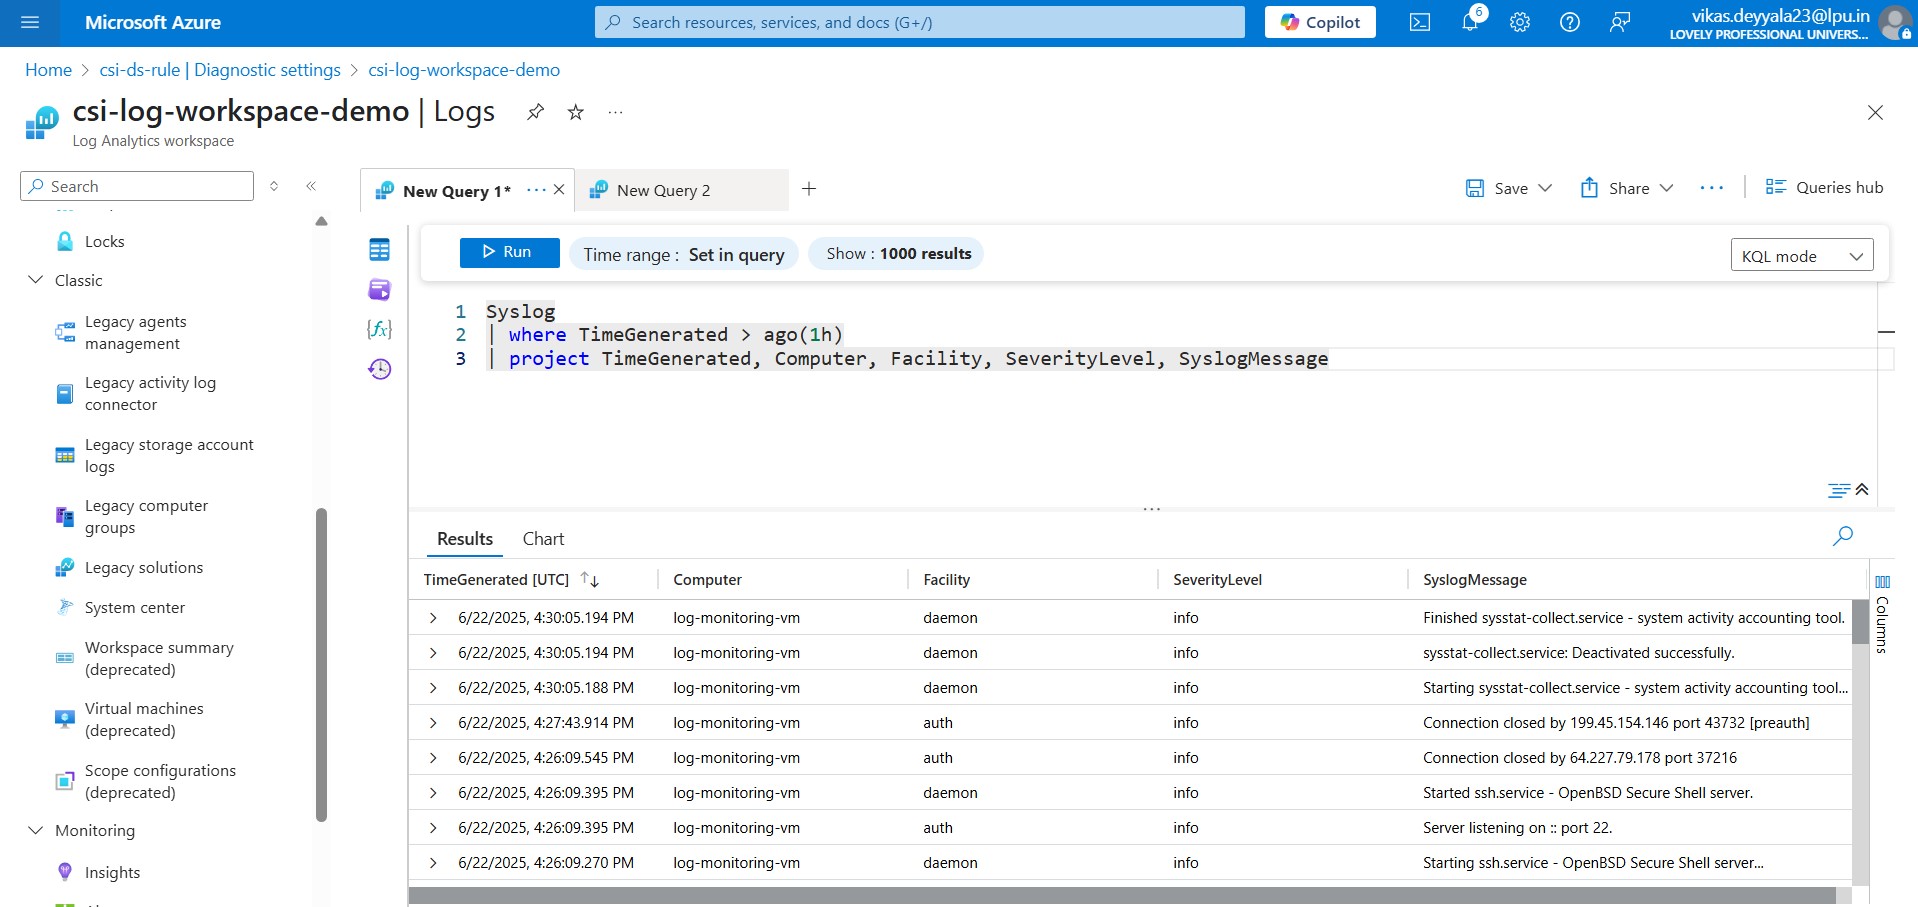 Microsoft Azure
Search resources, services, and docs (G+/)
Copilot
6
vikas.deyyala23@lpu.in
LOVELY PROFESSIONAL UNIVERS...
Home > csi-ds-rule | Diagnostic settings > csi-log-workspace-demo
csi-log-workspace-demo | Logs
Log Analytics workspace
Search
Locks
Classic
Legacy agents
management
Legacy activity log
connector
Legacy storage account
logs
Legacy computer
groups
Legacy solutions
System center
Workspace summary
(deprecated)
Virtual machines
(deprecated)
Scope configurations
(deprecated)
Monitoring
Insights
New Query 1*
New Query 2
Save
Share
Queries hub
Run
Time range : Set in query
Show : 1000 results
KQL mode
1 Syslog
2 | where TimeGenerated > ago(1h)
3 | project TimeGenerated, Computer, Facility, SeverityLevel, SyslogMessage
Results Chart
TimeGenerated [UTC] Computer Facility SeverityLevel SyslogMessage
6/22/2025, 4:30:05.194 PM log-monitoring-vm daemon info Finished sysstat-collect.service - system activity accounting tool.
6/22/2025, 4:30:05.194 PM log-monitoring-vm daemon info sysstat-collect.service: Deactivated successfully.
6/22/2025, 4:30:05.188 PM log-monitoring-vm daemon info Starting sysstat-collect.service - system activity accounting tool...
6/22/2025, 4:27:43.914 PM log-monitoring-vm auth info Connection closed by 199.45.154.146 port 43732 [preauth]
6/22/2025, 4:26:09.545 PM log-monitoring-vm auth info Connection closed by 64.227.79.178 port 37216
6/22/2025, 4:26:09.395 PM log-monitoring-vm daemon info Started ssh.service - OpenBSD Secure Shell server.
6/22/2025, 4:26:09.395 PM log-monitoring-vm auth info Server listening on :: port 22.
6/22/2025, 4:26:09.270 PM log-monitoring-vm daemon info Starting ssh.service - OpenBSD Secure Shell server...
Columns